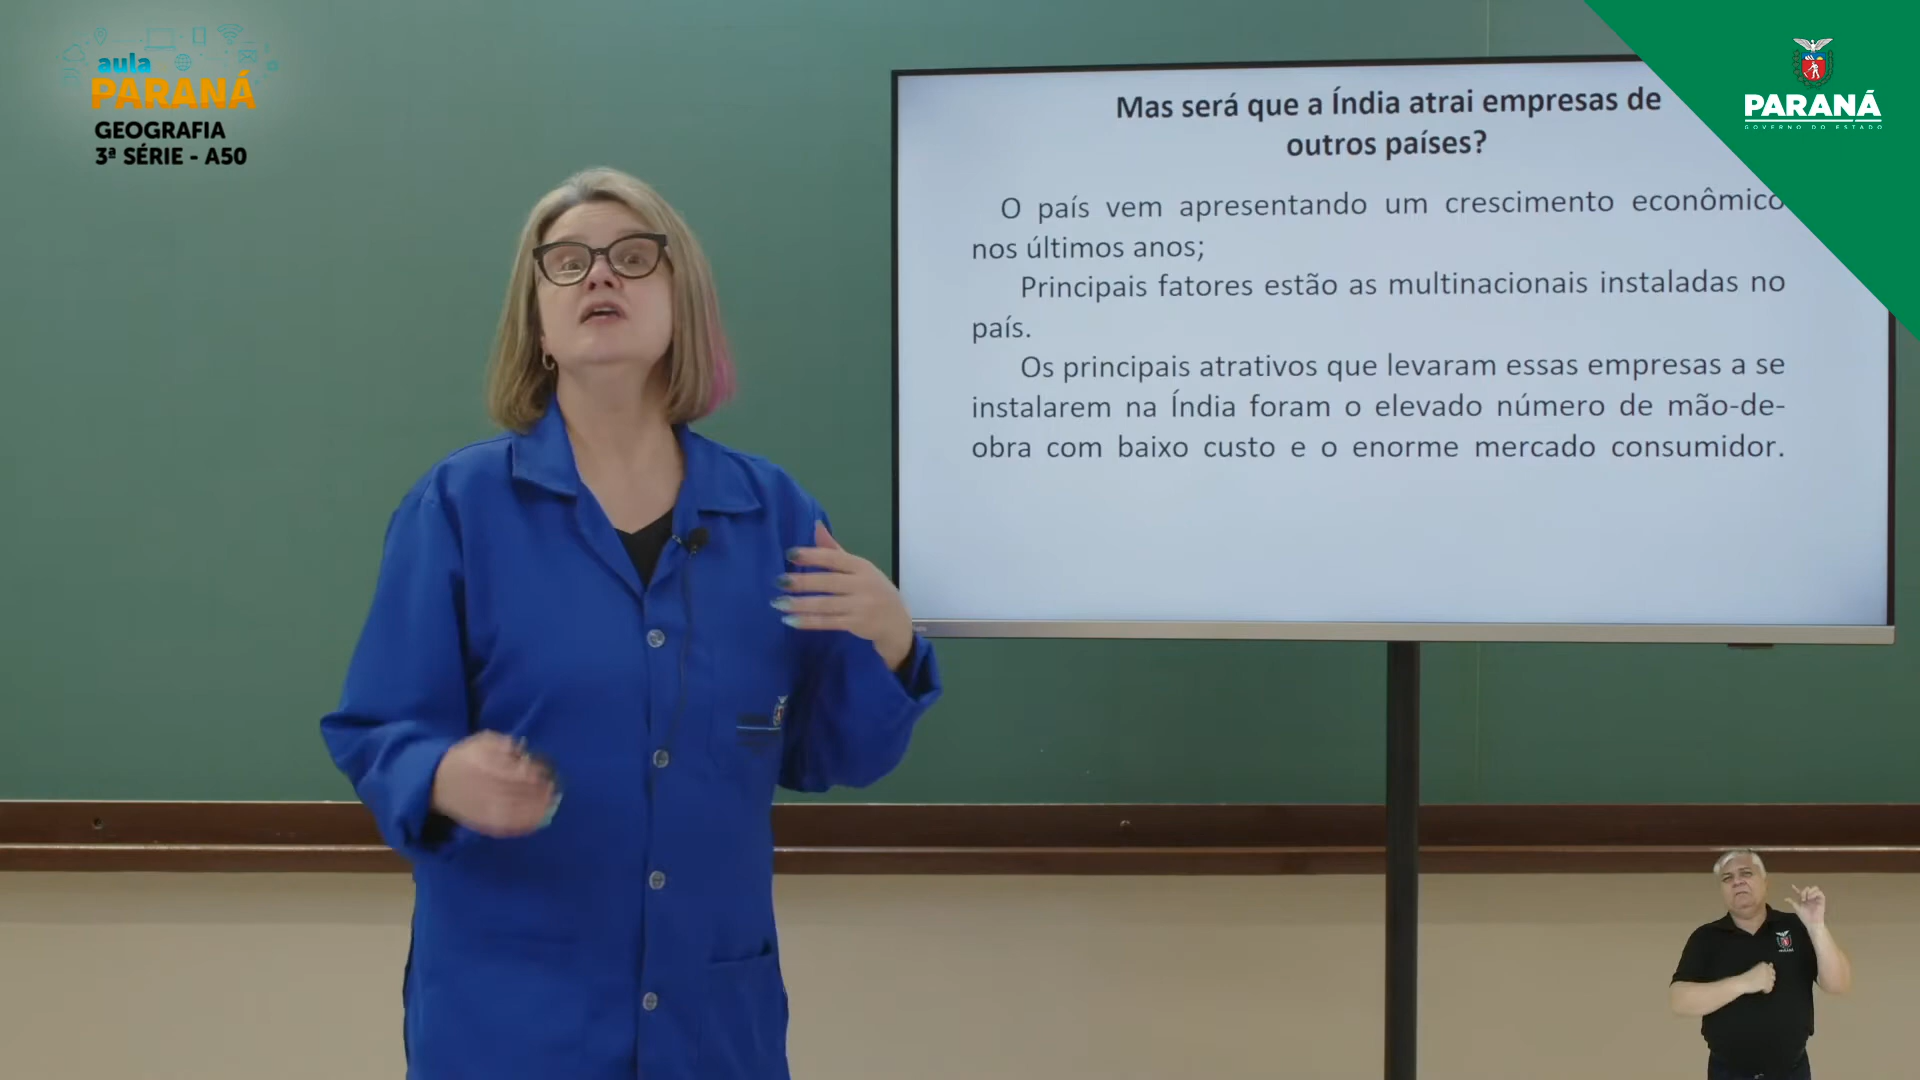 aula
PARANÁ
GEOGRAFIA
3ª SÉRIE - A50
Mas será que a Índia atrai empresas de
outros países?
O país vem apresentando um crescimento econômico
nos últimos anos;
Principais fatores estão as multinacionais instaladas no
país.
Os principais atrativos que levaram essas empresas a se
instalarem na Índia foram o elevado número de mão-de-
obra com baixo custo e o enorme mercado consumidor.
PARANÁ
GOVERNO DO ESTADO